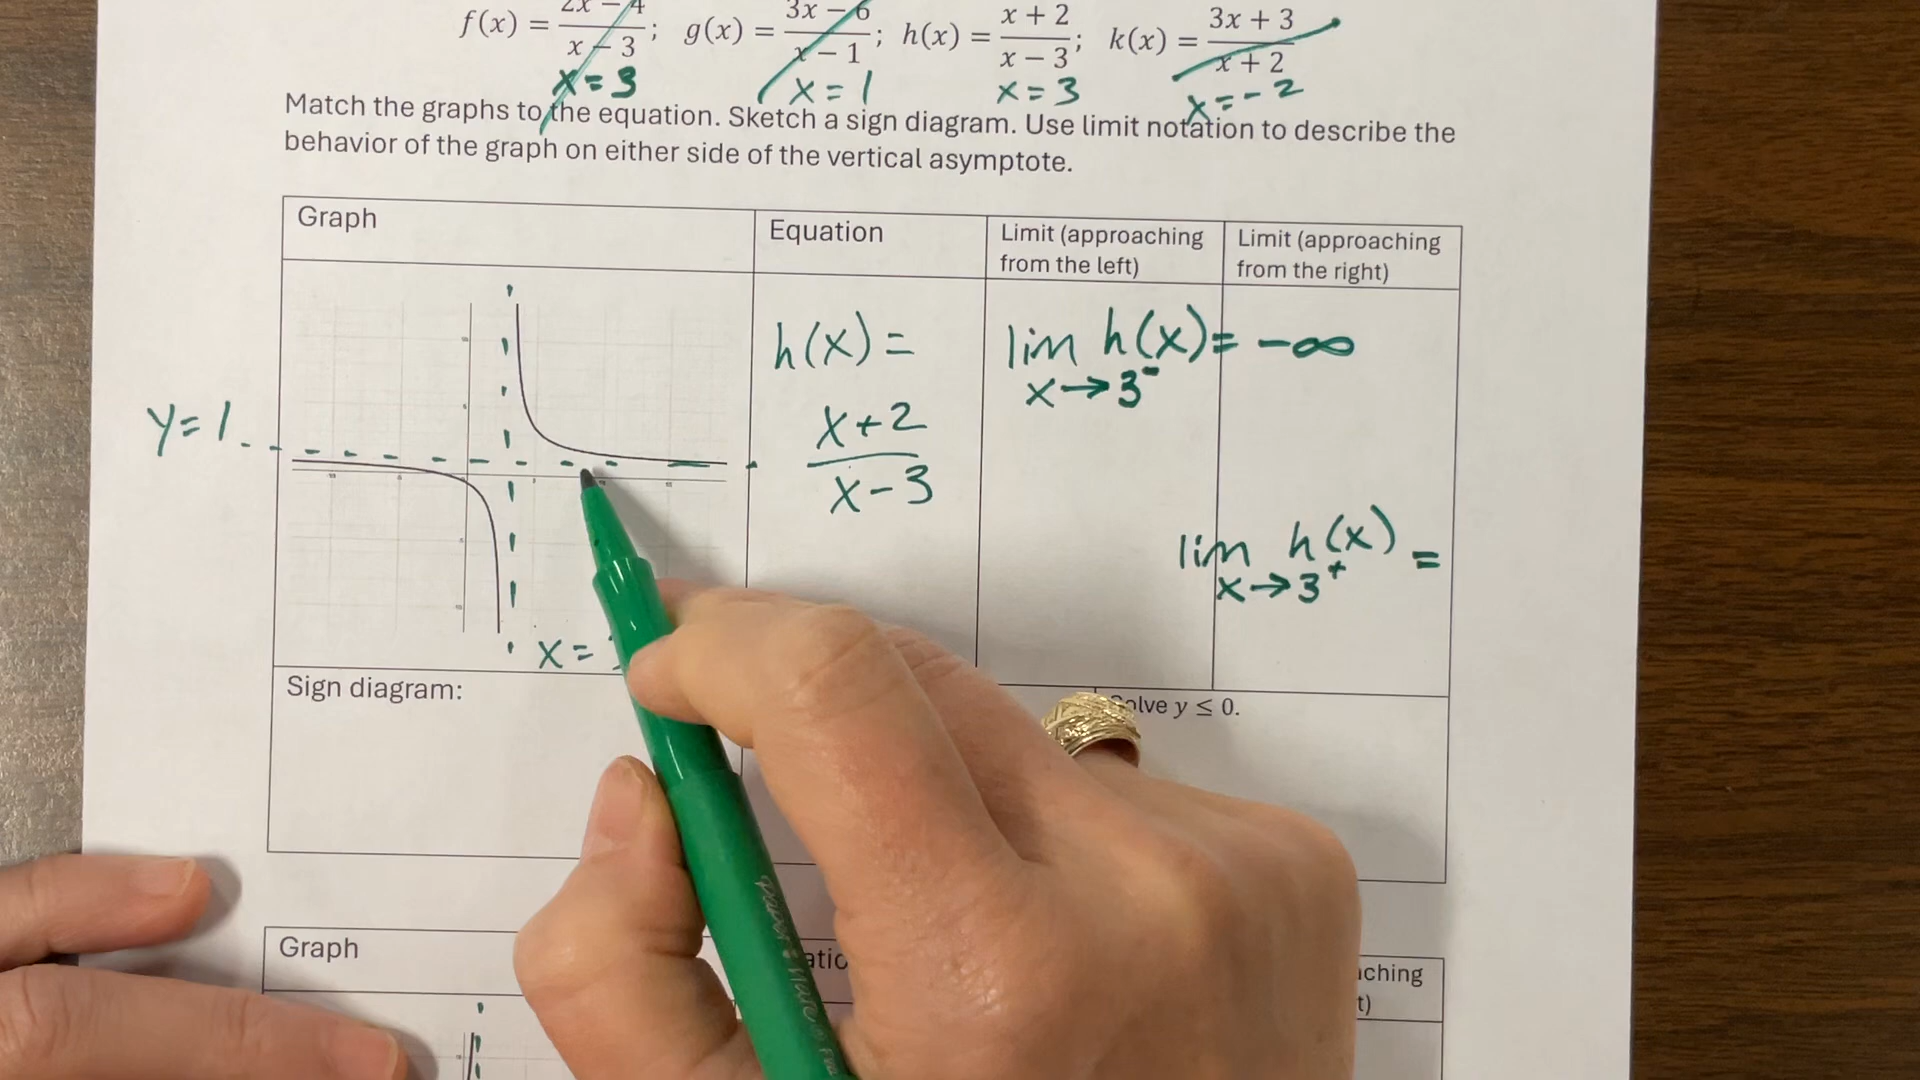 f(x) = 2x − 4 / x − 3 ; g(x) = 3x − 6 / x − 1 ; h(x) = x + 2 / x − 3 ; k(x) = 3x + 3 / x + 2
x = 3 x = 1 x = 3 x = -2
Match the graphs to the equation. Sketch a sign diagram. Use limit notation to describe the
behavior of the graph on either side of the vertical asymptote.
Graph
Equation
Limit (approaching
from the left)
Limit (approaching
from the right)
y = 1
x =
h(x) =
x + 2
x - 3
lim h(x) = -∞
x → 3⁻
lim h(x) =
x → 3⁺
Sign diagram:
y ≤ 0.
Graph